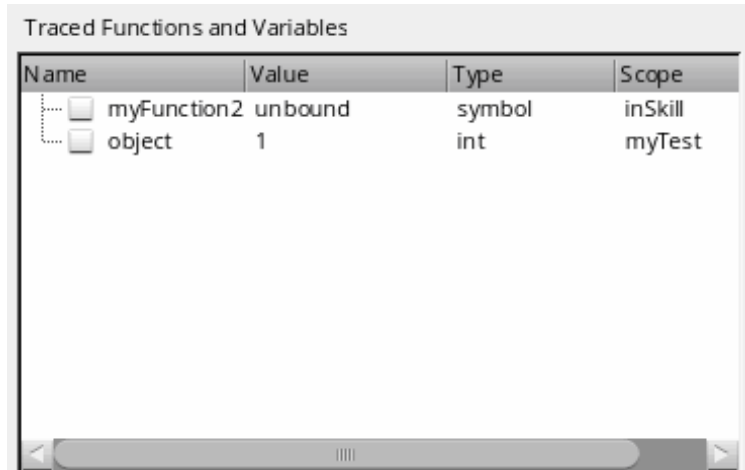 Traced Functions and Variables
Name Value Type Scope
myFunction2 unbound symbol inSkill
object 1 int myTest